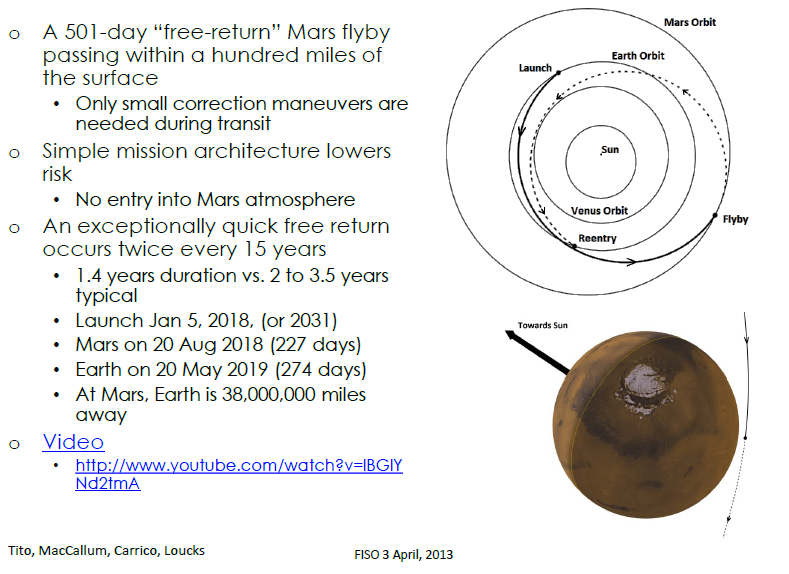 A 501-day “free-return” Mars flyby
passing within a hundred miles of
the surface
• Only small correction maneuvers are
needed during transit
Simple mission architecture lowers
risk
• No entry into Mars atmosphere
An exceptionally quick free return
occurs twice every 15 years
• 1.4 years duration vs. 2 to 3.5 years
typical
• Launch Jan 5, 2018, (or 2031)
• Mars on 20 Aug 2018 (227 days)
• Earth on 20 May 2019 (274 days)
• At Mars, Earth is 38,000,000 miles
away
Video
• http://www.youtube.com/watch?v=IBGIY
Nd2tmA
Mars Orbit
Earth Orbit
Launch
Sun
Venus Orbit
Flyby
Reentry
Towards Sun
Tito, MacCallum, Carrico, Loucks
FISO 3 April, 2013